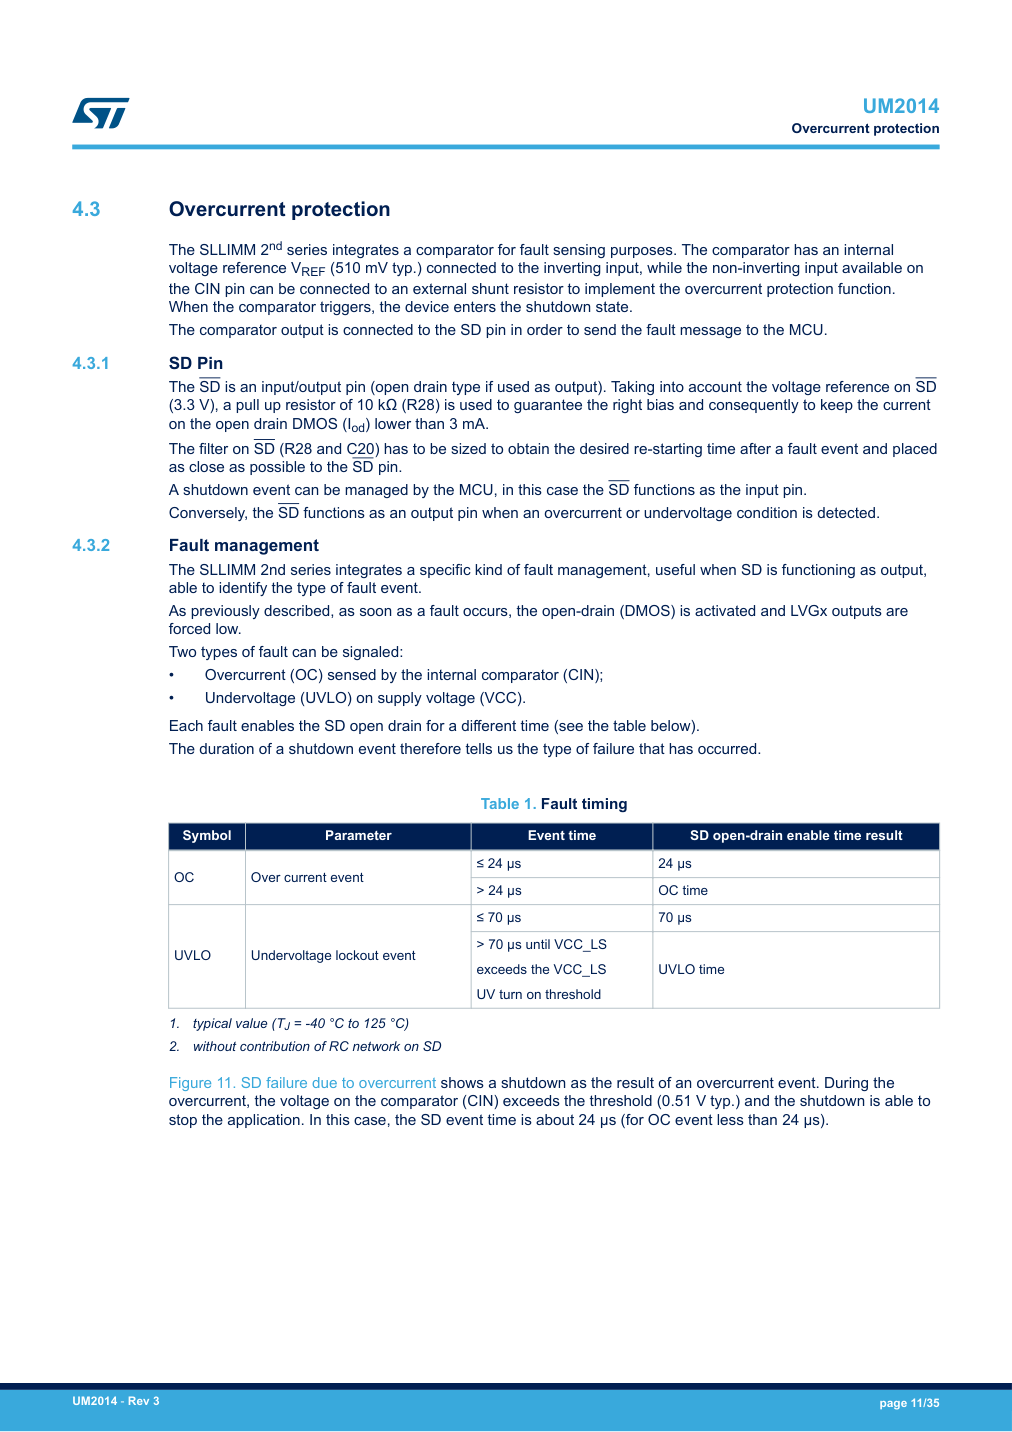 ST
UM2014
Overcurrent protection
4.3 Overcurrent protection
The SLLIMM 2nd series integrates a comparator for fault sensing purposes. The comparator has an internal
voltage reference VREF (510 mV typ.) connected to the inverting input, while the non-inverting input available on
the CIN pin can be connected to an external shunt resistor to implement the overcurrent protection function.
When the comparator triggers, the device enters the shutdown state.
The comparator output is connected to the SD pin in order to send the fault message to the MCU.
4.3.1 SD Pin
The S̅D̅ is an input/output pin (open drain type if used as output). Taking into account the voltage reference on S̅D̅
(3.3 V), a pull up resistor of 10 kΩ (R28) is used to guarantee the right bias and consequently to keep the current
on the open drain DMOS (Iod) lower than 3 mA.
The filter on S̅D̅ (R28 and C20) has to be sized to obtain the desired re-starting time after a fault event and placed
as close as possible to the S̅D̅ pin.
A shutdown event can be managed by the MCU, in this case the S̅D̅ functions as the input pin.
Conversely, the S̅D̅ functions as an output pin when an overcurrent or undervoltage condition is detected.
4.3.2 Fault management
The SLLIMM 2nd series integrates a specific kind of fault management, useful when SD is functioning as output,
able to identify the type of fault event.
As previously described, as soon as a fault occurs, the open-drain (DMOS) is activated and LVGx outputs are
forced low.
Two types of fault can be signaled:
• Overcurrent (OC) sensed by the internal comparator (CIN);
• Undervoltage (UVLO) on supply voltage (VCC).
Each fault enables the SD open drain for a different time (see the table below).
The duration of a shutdown event therefore tells us the type of failure that has occurred.
Table 1. Fault timing
Symbol Parameter Event time SD open-drain enable time result
OC Over current event ≤ 24 μs 24 μs
> 24 μs OC time
UVLO Undervoltage lockout event ≤ 70 μs 70 μs
> 70 μs until VCC_LS
exceeds the VCC_LS UVLO time
UV turn on threshold
1. typical value (TJ = -40 °C to 125 °C)
2. without contribution of RC network on SD
Figure 11. SD failure due to overcurrent shows a shutdown as the result of an overcurrent event. During the
overcurrent, the voltage on the comparator (CIN) exceeds the threshold (0.51 V typ.) and the shutdown is able to
stop the application. In this case, the SD event time is about 24 μs (for OC event less than 24 μs).
UM2014 - Rev 3
page 11/35